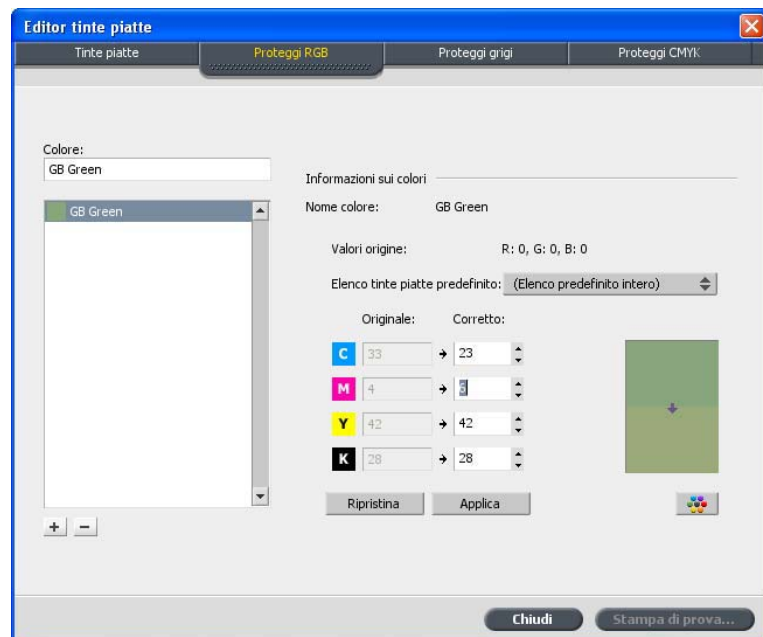 Editor tinte piatte
Tinte piatte Proteggi RGB Proteggi grigi Proteggi CMYK
Colore:
GB Green
GB Green
Informazioni sui colori
Nome colore: GB Green
Valori origine: R: 0, G: 0, B: 0
Elenco tinte piatte predefinito: (Elenco predefinito intero)
Originale: Corretto:
C 33 23
M 4
Y 42 42
K 28 28
Ripristina Applica
+ −
Chiudi Stampa di prova...